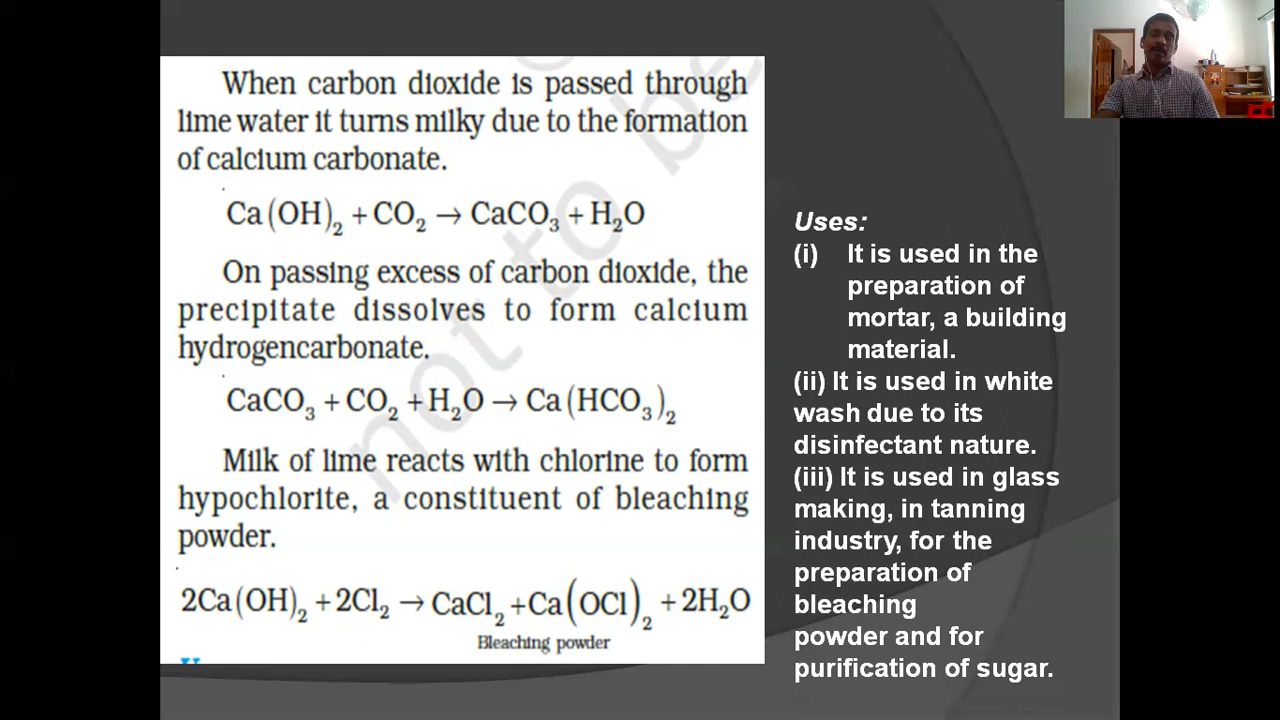 When carbon dioxide is passed through
lime water it turns milky due to the formation
of calcium carbonate.
Ca(OH)₂ + CO₂ → CaCO₃ + H₂O
On passing excess of carbon dioxide, the
precipitate dissolves to form calcium
hydrogencarbonate.
CaCO₃ + CO₂ + H₂O → Ca(HCO₃)₂
Milk of lime reacts with chlorine to form
hypochlorite, a constituent of bleaching
powder.
2Ca(OH)₂ + 2Cl₂ → CaCl₂ + Ca(OCl)₂ + 2H₂O
Bleaching powder
not to be
Uses:
(i) It is used in the
preparation of
mortar, a building
material.
(ii) It is used in white
wash due to its
disinfectant nature.
(iii) It is used in glass
making, in tanning
industry, for the
preparation of
bleaching
powder and for
purification of sugar.